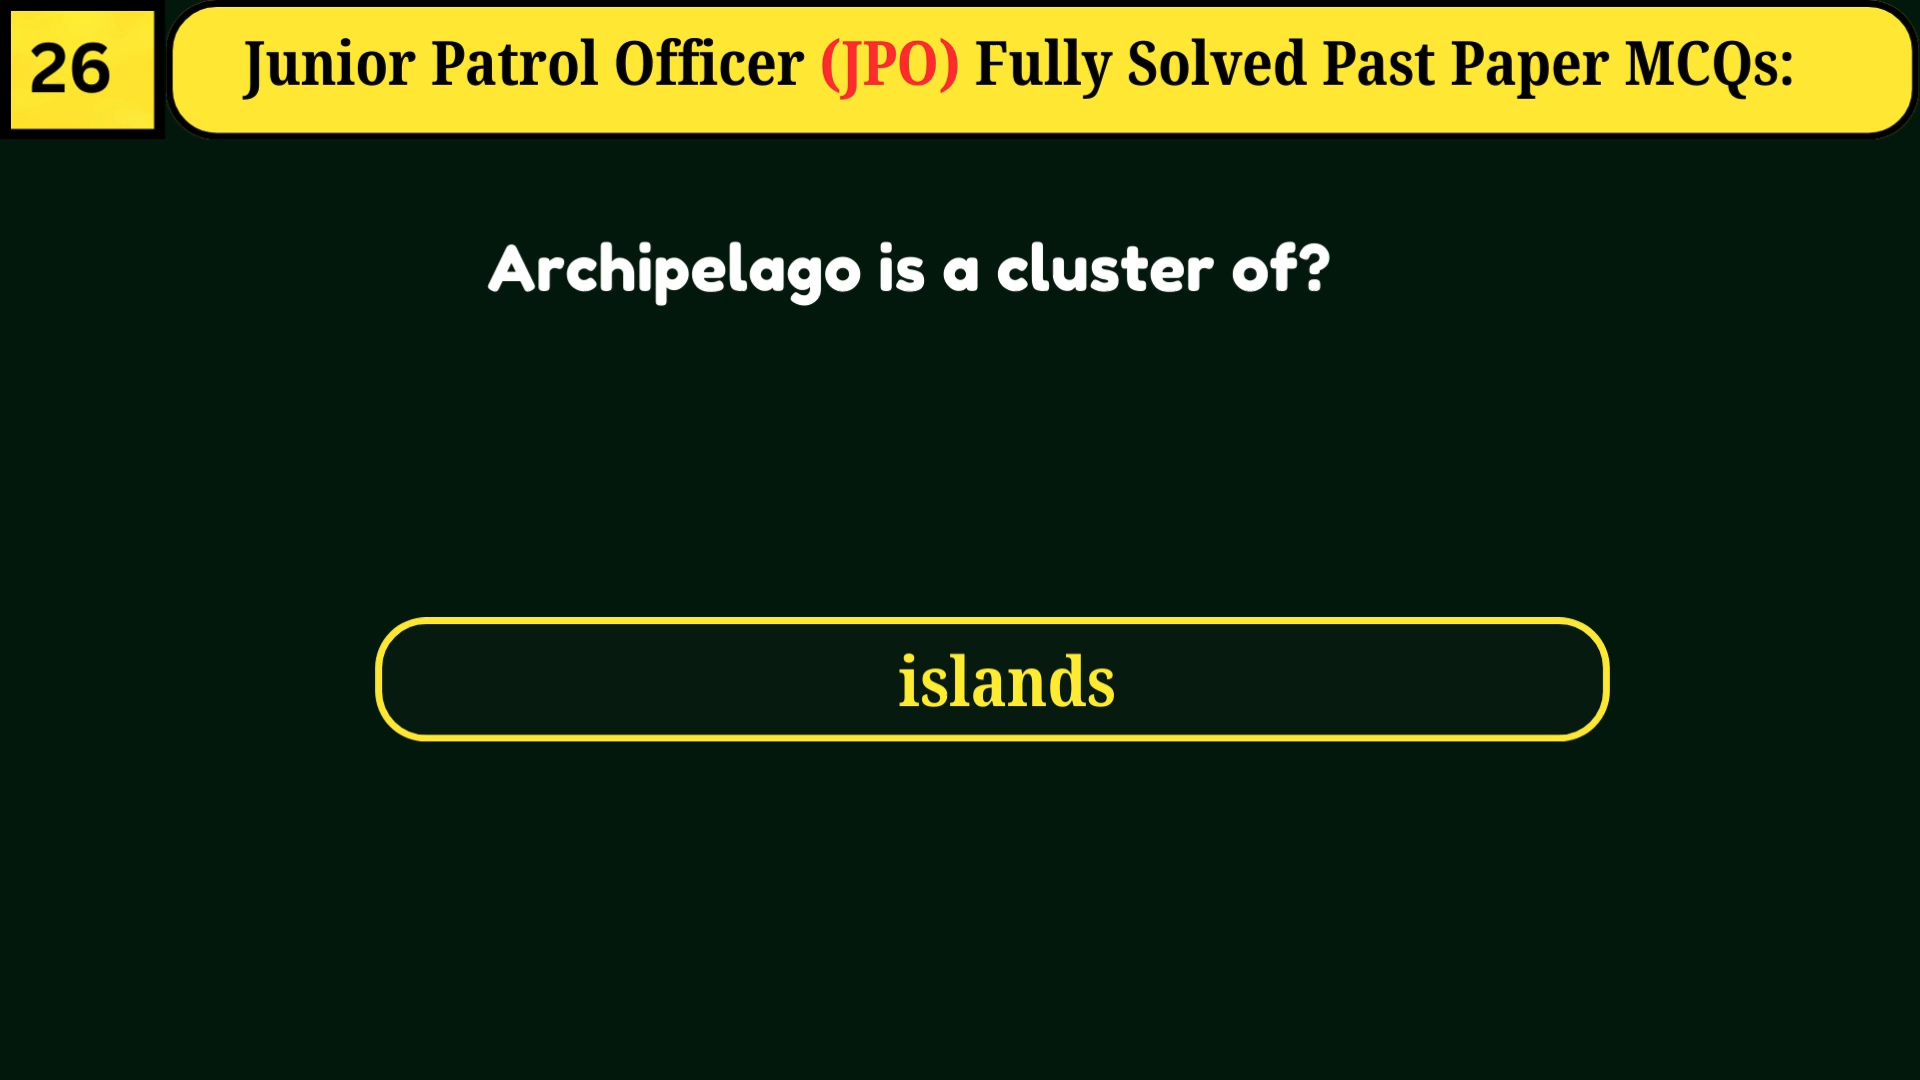 26
Junior Patrol Officer (JPO) Fully Solved Past Paper MCQs:
Archipelago is a cluster of?
islands